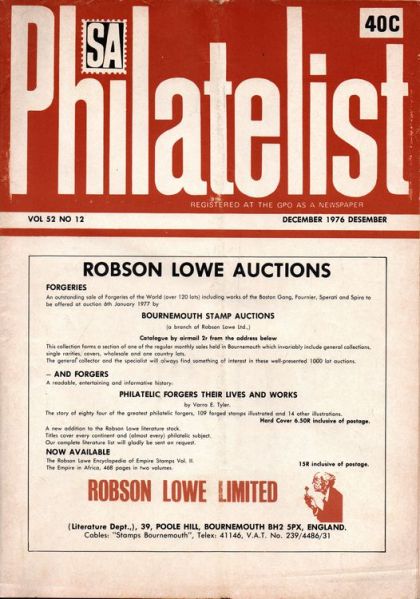 SA
40C
Philatelist
REGISTERED AT THE GPO AS A NEWSPAPER
VOL 52 NO 12
DECEMBER 1976 DESEMBER
ROBSON LOWE AUCTIONS
FORGERIES
An outstanding sale of Forgeries of the World (over 120 lots) including works of the Boston Gang, Fournier, Sperati and Spiro to
be offered at auction 6th January 1977 by
BOURNEMOUTH STAMP AUCTIONS
(a branch of Robson Lowe Ltd.,)
Catalogue by airmail 2r from the address below
This collection forms a section of one of the regular monthly sales held in Bournemouth which invariably include general collections,
single rarities, covers, wholesale and one country lots.
The general collector and the specialist will always find something of interest in these well-presented 1000 lot auctions.
— AND FORGERS
A readable, entertaining and informative history:
PHILATELIC FORGERS THEIR LIVES AND WORKS
by Varro E. Tyler.
The story of eighty four of the greatest philatelic forgers, 109 forged stamps illustrated and 14 other illustrations.
Hard Cover 6.50R inclusive of postage.
A new addition to the Robson Lowe literature stock.
Titles cover every continent and (almost every) philatelic subject.
Our complete literature list will gladly be sent on request.
NOW AVAILABLE
The Robson Lowe Encyclopedia of Empire Stamps Vol. II.
The Empire in Africa, 468 pages in two volumes.
15R inclusive of postage.
ROBSON LOWE LIMITED
(Literature Dept.,), 39, POOLE HILL, BOURNEMOUTH BH2 5PX, ENGLAND.
Cables: "Stamps Bournemouth", Telex: 41146, V.A.T. No. 239/4486/31